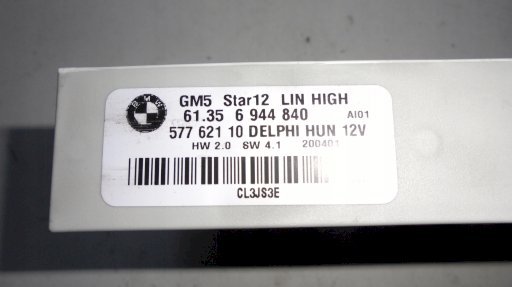 BMW
GM5 Star12 LIN HIGH
61.35 6 944 840 AI01
577 621 10 DELPHI HUN 12V
HW 2.0 SW 4.1 200401
CL3JS3E